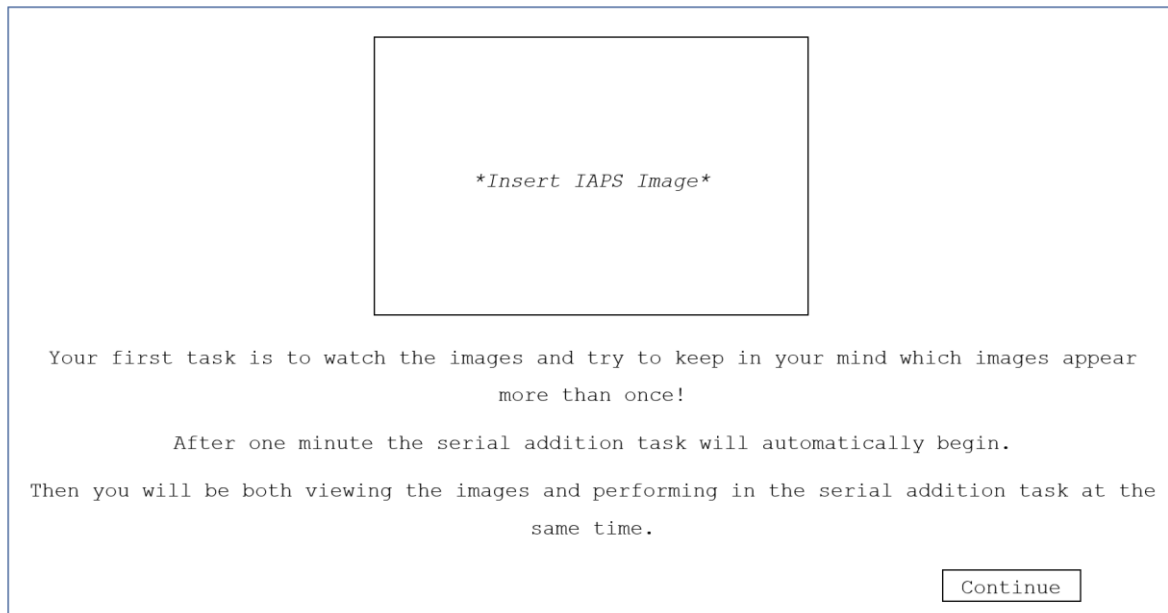 *Insert IAPS Image*
Your first task is to watch the images and try to keep in your mind which images appear
more than once!
After one minute the serial addition task will automatically begin.
Then you will be both viewing the images and performing in the serial addition task at the
same time.
Continue